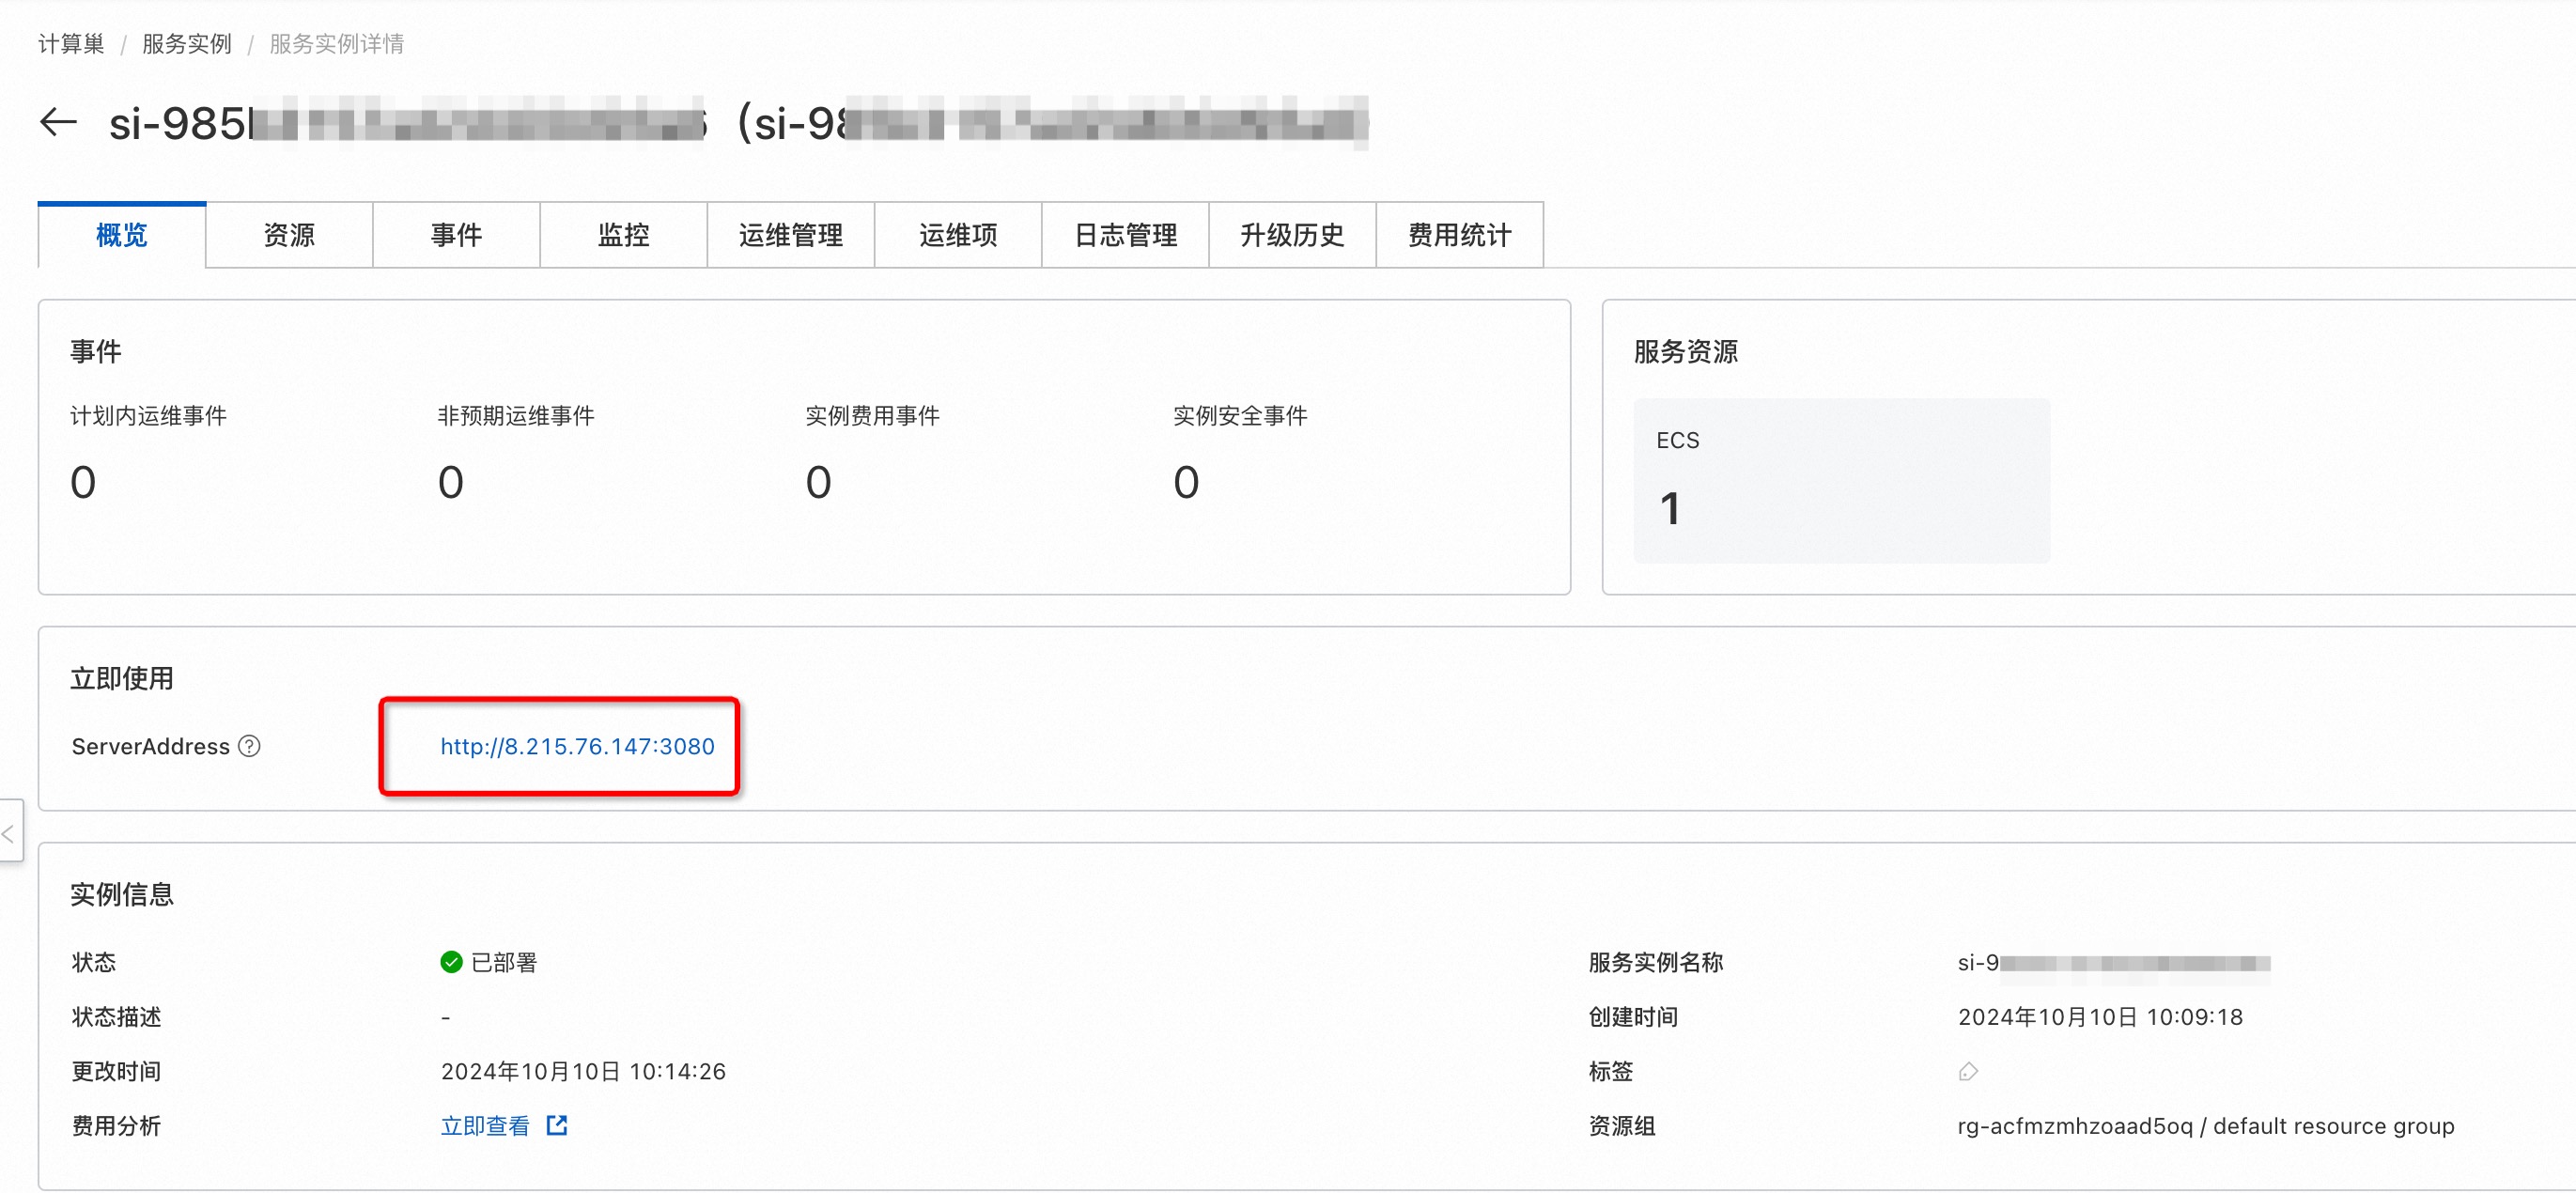 计算巢 / 服务实例 / 服务实例详情
si-985 (si-98
概览 资源 事件 监控 运维管理 运维项 日志管理 升级历史 费用统计
事件
计划内运维事件 非预期运维事件 实例费用事件 实例安全事件
0 0 0 0
服务资源
ECS
1
立即使用
ServerAddress ? http://8.215.76.147:3080
实例信息
状态 已部署 服务实例名称 si-9
状态描述 - 创建时间 2024年10月10日 10:09:18
更改时间 2024年10月10日 10:14:26 标签
费用分析 立即查看 资源组 rg-acfmzmhzoaad5oq / default resource group